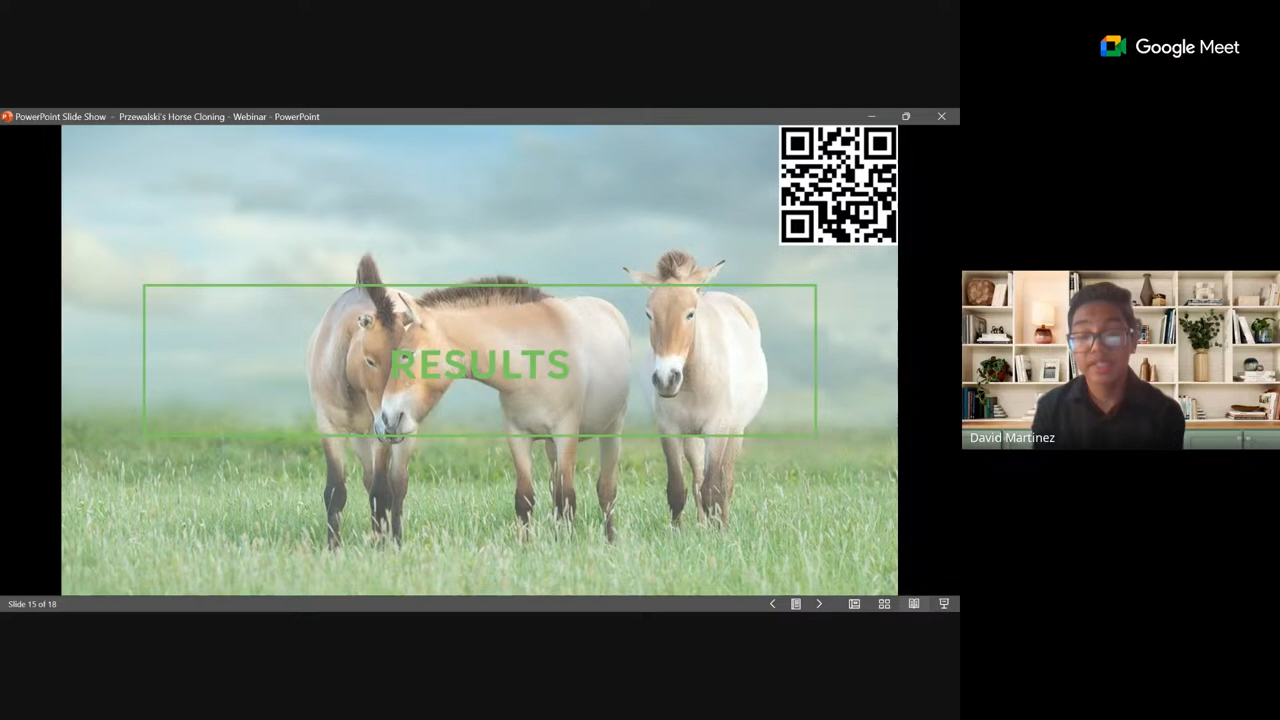 Google Meet
PowerPoint Slide Show - Przewalski's Horse Cloning - Webinar - PowerPoint
RESULTS
David Martinez
Slide 15 of 18